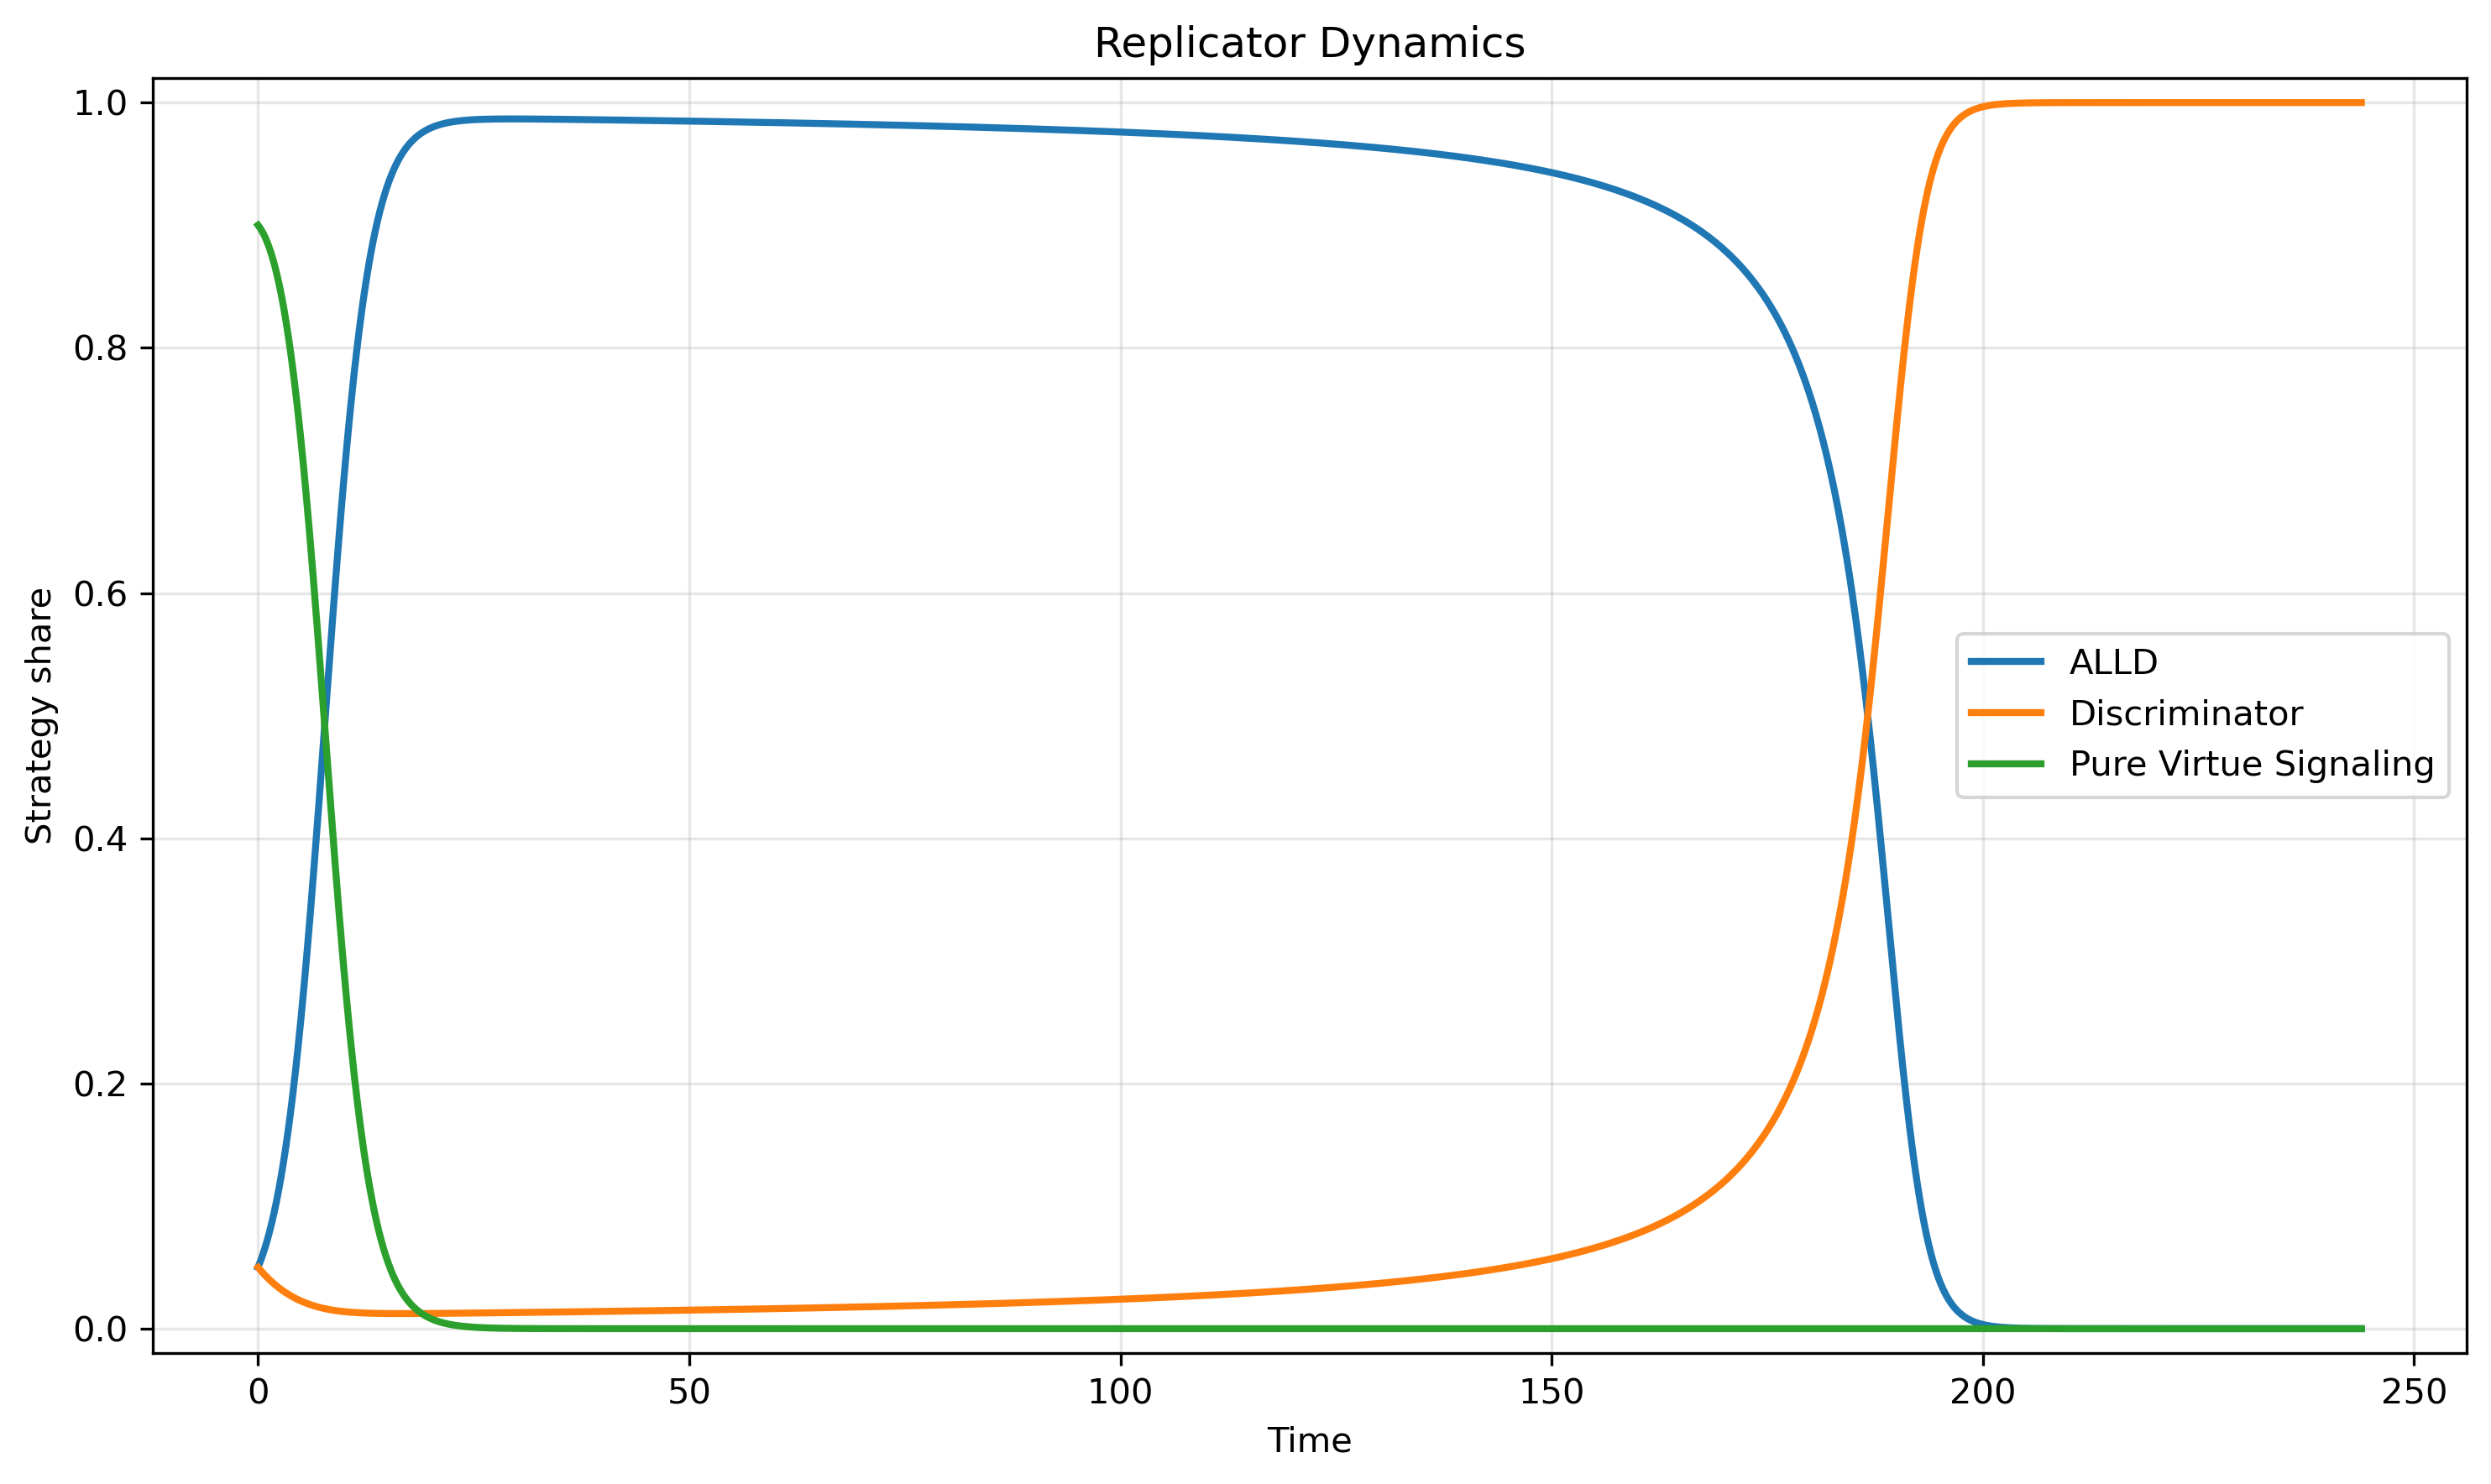 Replicator Dynamics
Strategy share
1.0
0.8
0.6
0.4
0.2
0.0
ALLD
Discriminator
Pure Virtue Signaling
0 50 100 150 200 250
Time